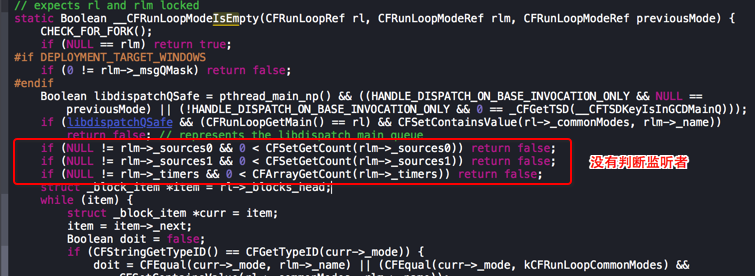 // expects rl and rlm locked
static Boolean __CFRunLoopModeIsEmpty(CFRunLoopRef rl, CFRunLoopModeRef rlm, CFRunLoopModeRef previousMode) {
CHECK_FOR_FORK();
if (NULL == rlm) return true;
#if DEPLOYMENT_TARGET_WINDOWS
if (0 != rlm->_msgQMask) return false;
#endif
Boolean libdispatchQSafe = pthread_main_np() && ((HANDLE_DISPATCH_ON_BASE_INVOCATION_ONLY && NULL ==
previousMode) || (!HANDLE_DISPATCH_ON_BASE_INVOCATION_ONLY && 0 == _CFGetTSD(__CFTSDKeyIsInGCDMainQ)));
if (libdispatchQSafe && (CFRunLoopGetMain() == rl) && CFSetContainsValue(rl->_commonModes, rlm->_name))
return false; // represents the libdispatch main queue
if (NULL != rlm->_sources0 && 0 < CFSetGetCount(rlm->_sources0)) return false;
if (NULL != rlm->_sources1 && 0 < CFSetGetCount(rlm->_sources1)) return false;
if (NULL != rlm->_timers && 0 < CFArrayGetCount(rlm->_timers)) return false;
没有判断监听者
struct _block_item *item = rl->_blocks_head;
while (item) {
struct _block_item *curr = item;
item = item->_next;
Boolean doit = false;
if (CFStringGetTypeID() == CFGetTypeID(curr->_mode)) {
doit = CFEqual(curr->_mode, rlm->_name) || (CFEqual(curr->_mode, kCFRunLoopCommonModes) &&
CFSetContainsValue(rl->_commonModes, rlm->_name));